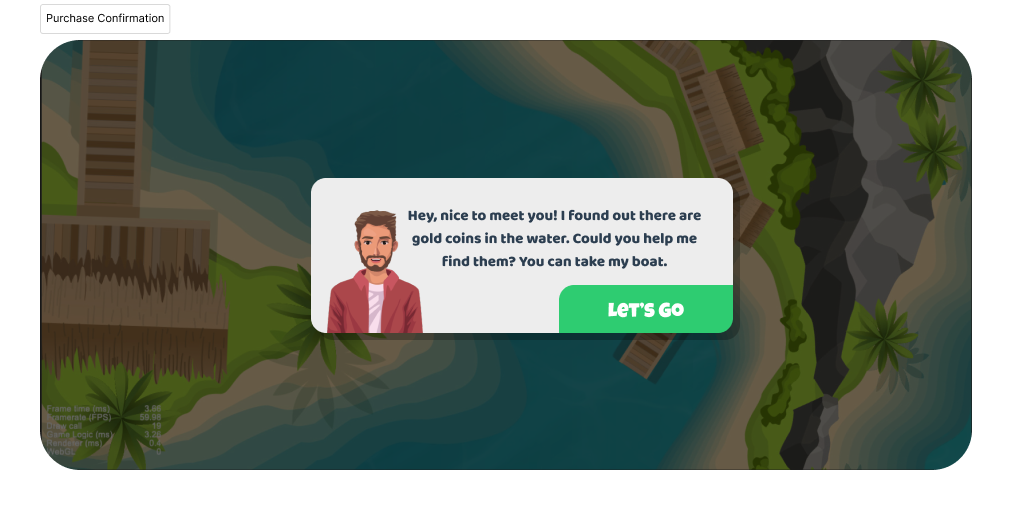 Purchase Confirmation
Hey, nice to meet you! I found out there are
gold coins in the water. Could you help me
find them? You can take my boat.
LET'S GO
Frame time (ms) 3.66
Framerate (FPS) 59.98
Draw call 19
Game Logic (ms) 3.26
Renderer (ms) 0.4
WebGL 0